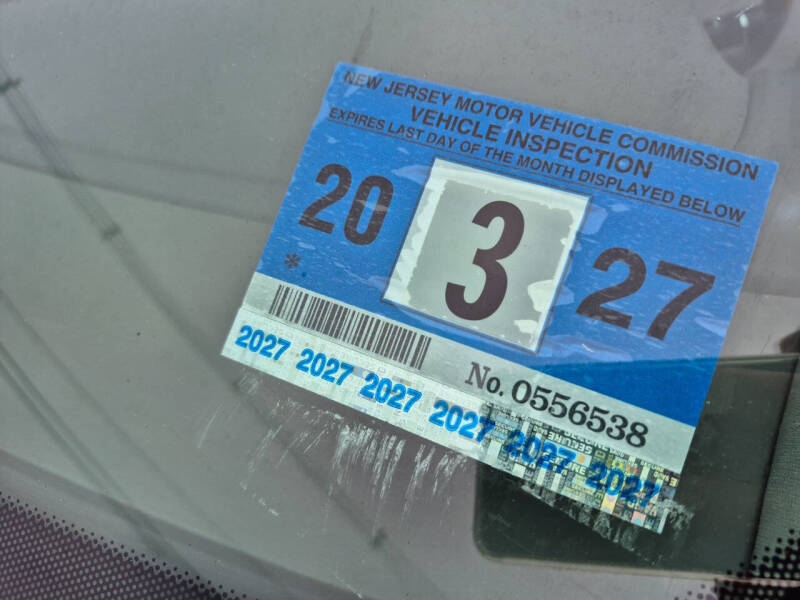 NEW JERSEY MOTOR VEHICLE COMMISSION
VEHICLE INSPECTION
EXPIRES LAST DAY OF THE MONTH DISPLAYED BELOW
20 3 27
*
No. 0556538
2027 2027 2027 2027 2027 2027